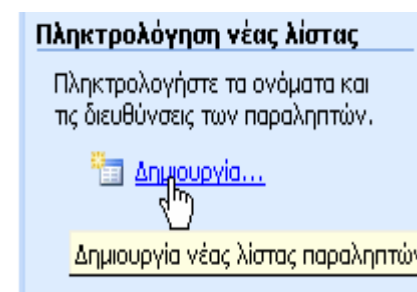 Πληκτρολόγηση νέας λίστας
Πληκτρολογήστε τα ονόματα και
τις διευθύνσεις των παραληπτών.
Δημιουργία...
Δημιουργία νέας λίστας παραληπτών